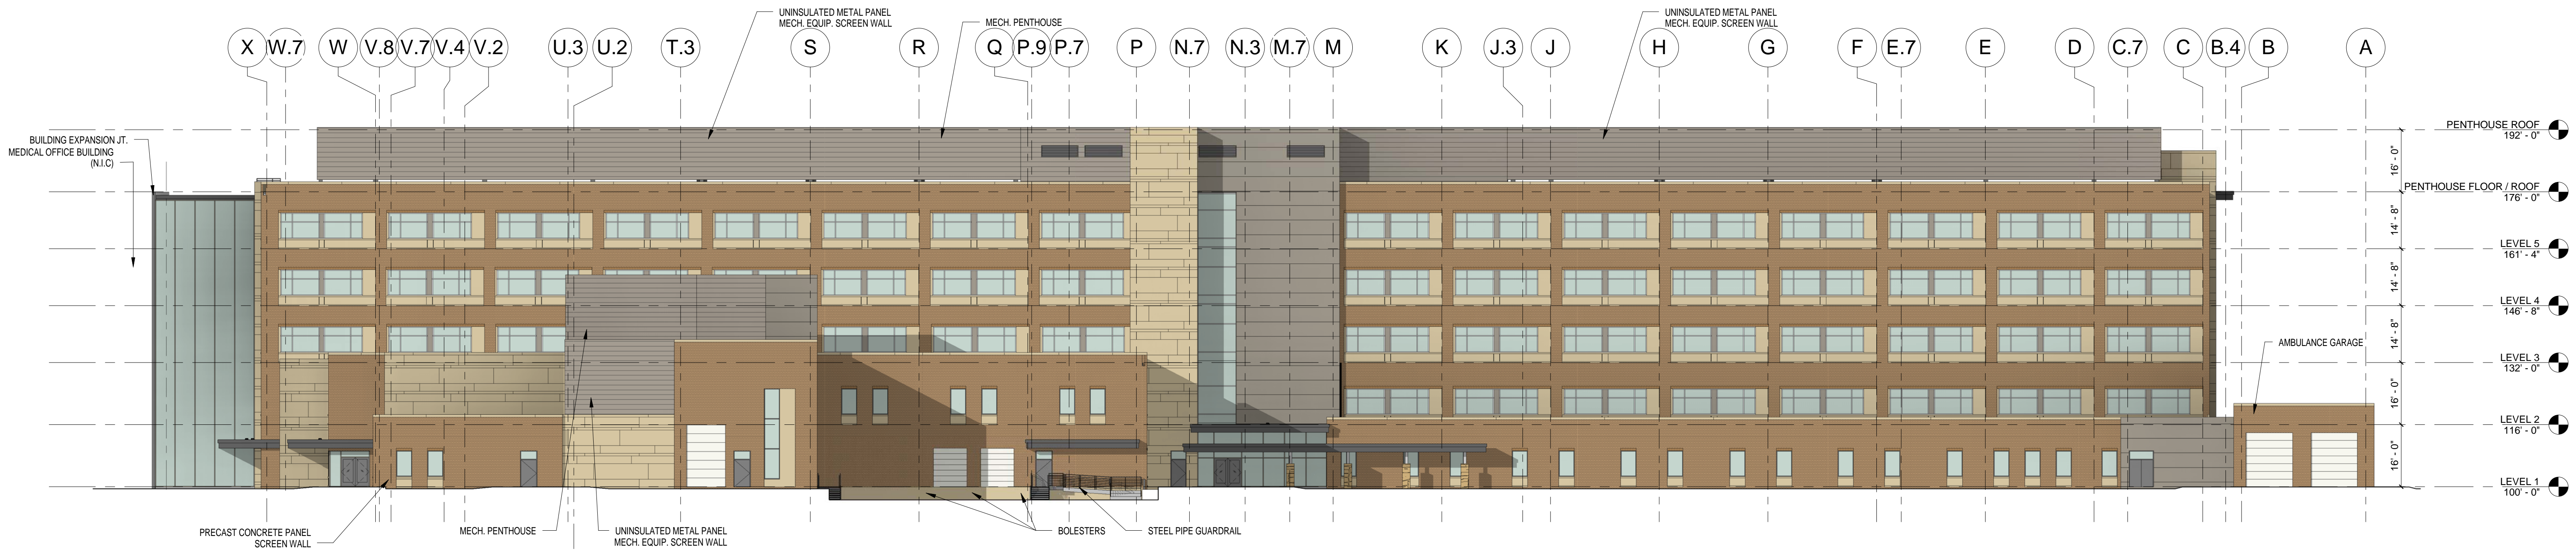 UNINSULATED METAL PANEL
MECH. EQUIP. SCREEN WALL
MECH. PENTHOUSE
UNINSULATED METAL PANEL
MECH. EQUIP. SCREEN WALL
X
W.7
W
V.8
V.7
V.4
V.2
U.3
U.2
T.3
S
R
Q
P.9
P.7
P
N.7
N.3
M.7
M
K
J.3
J
H
G
F
E.7
E
D
C.7
C
B.4
B
A
BUILDING EXPANSION JT.
MEDICAL OFFICE BUILDING
(N.I.C)
PENTHOUSE ROOF
192' - 0"
16' - 0"
PENTHOUSE FLOOR / ROOF
176' - 0"
14' - 8"
LEVEL 5
161' - 4"
14' - 8"
LEVEL 4
146' - 8"
14' - 8"
AMBULANCE GARAGE
LEVEL 3
132' - 0"
16' - 0"
LEVEL 2
116' - 0"
16' - 0"
LEVEL 1
100' - 0"
PRECAST CONCRETE PANEL
SCREEN WALL
MECH. PENTHOUSE
UNINSULATED METAL PANEL
MECH. EQUIP. SCREEN WALL
BOLESTERS
STEEL PIPE GUARDRAIL